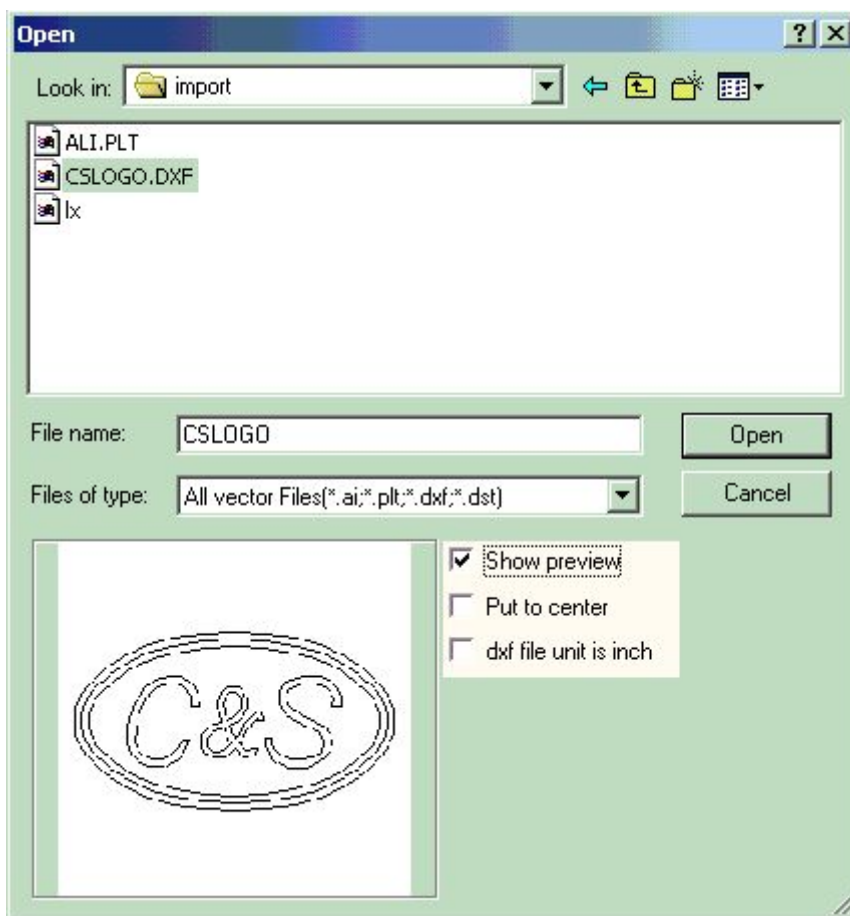 Open
Look in: import
ALI.PLT
CSLOGO.DXF
lx
File name: CSLOGO Open
Files of type: All vector Files(*.ai;*.plt;*.dxf;*.dst) Cancel
Show preview
Put to center
dxf file unit is inch
C&S